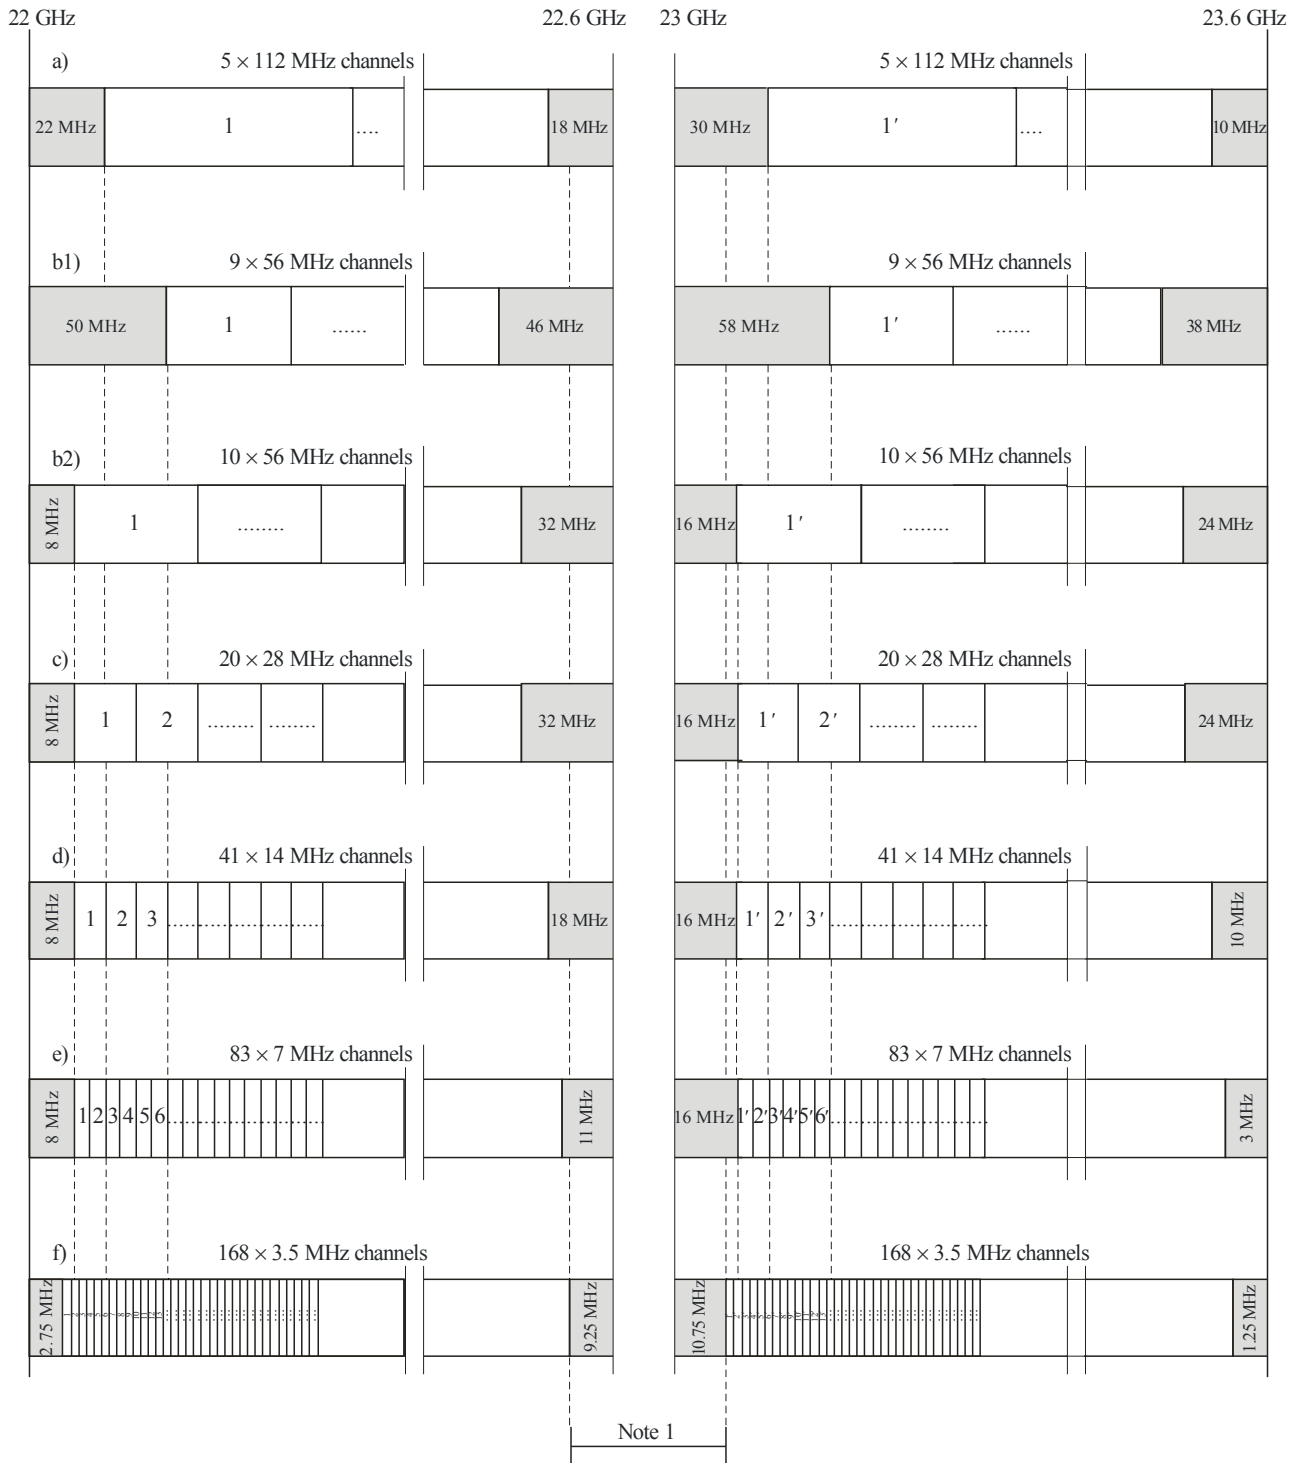 22 GHz 22.6 GHz 23 GHz 23.6 GHz
a) 5 × 112 MHz channels 5 × 112 MHz channels
22 MHz 1 .... 18 MHz 30 MHz 1′ .... 10 MHz
b1) 9 × 56 MHz channels 9 × 56 MHz channels
50 MHz 1 ...... 46 MHz 58 MHz 1′ ...... 38 MHz
b2) 10 × 56 MHz channels 10 × 56 MHz channels
8 MHz 1 ........ 32 MHz 16 MHz 1′ ........ 24 MHz
c) 20 × 28 MHz channels 20 × 28 MHz channels
8 MHz 1 2 ........ ........ 32 MHz 16 MHz 1′ 2′ ........ ........ 24 MHz
d) 41 × 14 MHz channels 41 × 14 MHz channels
8 MHz 1 2 3 ........ 18 MHz 16 MHz 1′ 2′ 3′ ........ 10 MHz
e) 83 × 7 MHz channels 83 × 7 MHz channels
8 MHz 1 2 3 4 5 6 ........ 11 MHz 16 MHz 1′ 2′ 3′ 4′ 5′ 6′ ........ 3 MHz
f) 168 × 3.5 MHz channels 168 × 3.5 MHz channels
2.75 MHz 9.25 MHz 10.75 MHz 1.25 MHz
Note 1